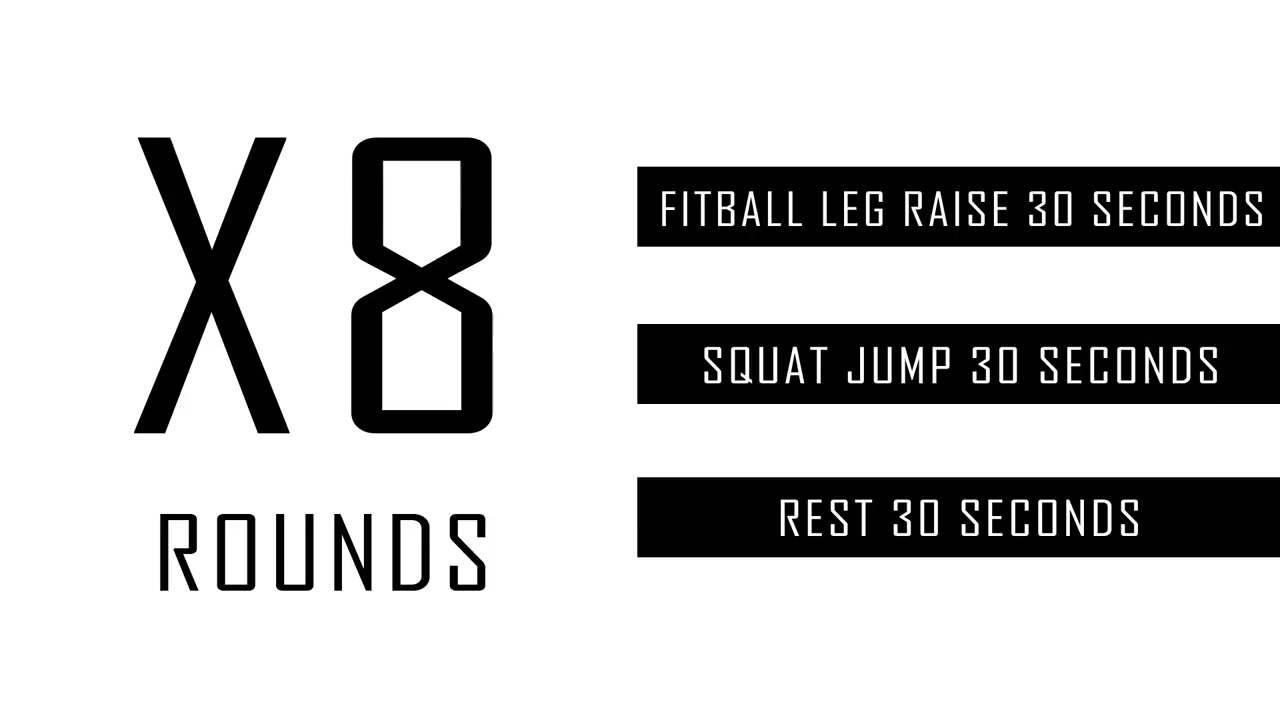 X8
ROUNDS
FITBALL LEG RAISE 30 SECONDS
SQUAT JUMP 30 SECONDS
REST 30 SECONDS